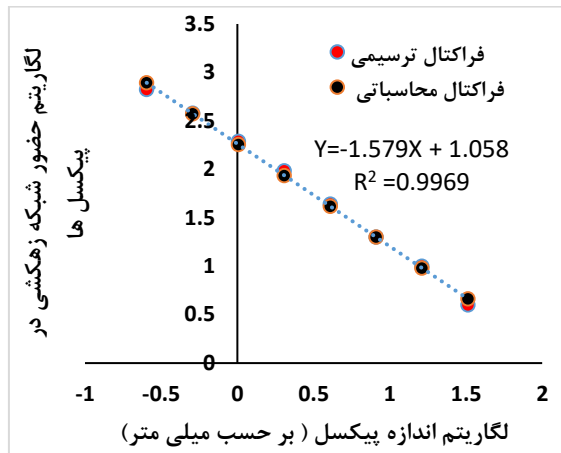 لگاریتم حضور شبکه زهکشی در
پیکسل ها
3.5
3
2.5
2
1.5
1
0.5
0
فراکتال ترسیمی
فراکتال محاسباتی
Y=-1.579X + 1.058
R² =0.9969
-1 -0.5 0 0.5 1 1.5 2
لگاریتم اندازه پیکسل ( بر حسب میلی متر)